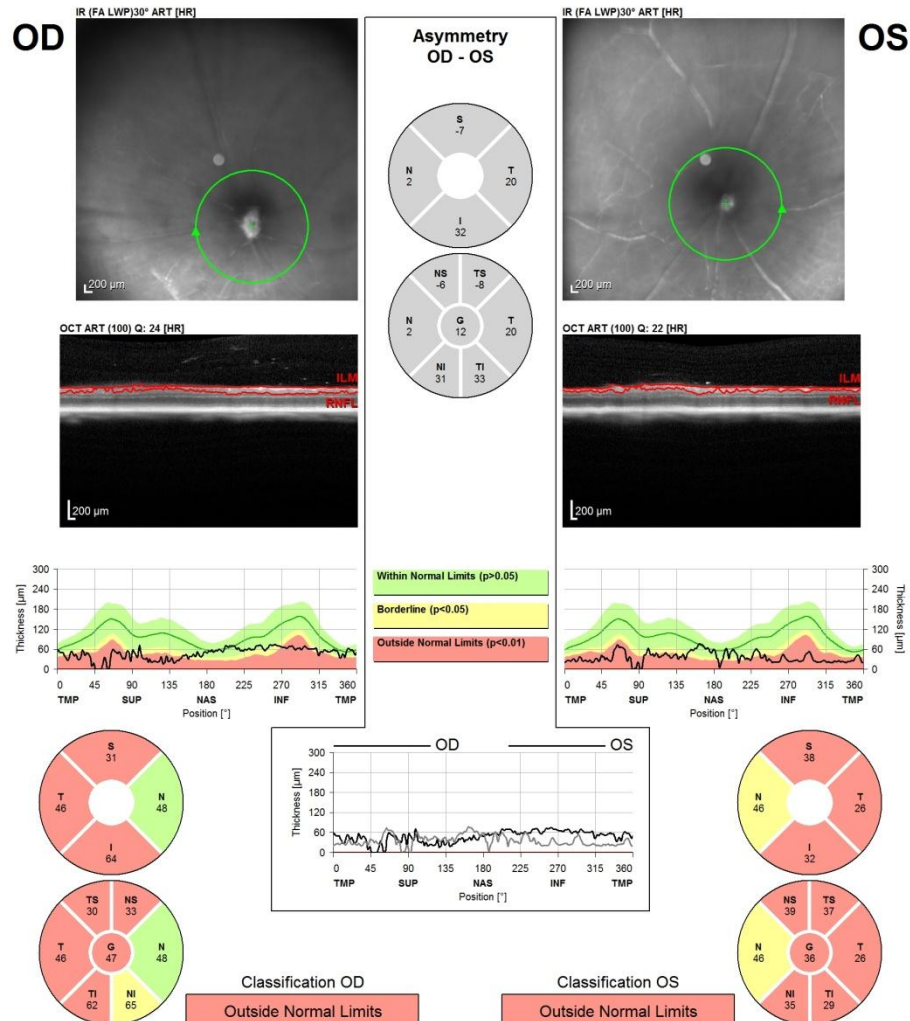 IR (FA LWP)30° ART [HR]
OD
200 µm
Asymmetry
OD - OS
IR (FA LWP)30° ART [HR]
OS
200 µm
S
-7
N
2
T
20
I
32
NS
-6
TS
-8
N
2
G
12
T
20
NI
31
TI
33
OCT ART (100) Q: 24 [HR]
ILM
RNFL
200 µm
OCT ART (100) Q: 22 [HR]
ILM
RNFL
200 µm
Thickness [µm]
300
240
180
120
60
0
0 45 90 135 180 225 270 315 360
TMP SUP NAS INF TMP
Position [°]
Within Normal Limits (p>0.05)
Borderline (p<0.05)
Outside Normal Limits (p<0.01)
300
240
180
120
60
0
Thickness [µm]
0 45 90 135 180 225 270 315 360
TMP SUP NAS INF TMP
Position [°]
S
31
T
46
N
48
I
64
OD OS
Thickness [µm]
300
240
180
120
60
0
0 45 90 135 180 225 270 315 360
TMP SUP NAS INF TMP
Position [°]
S
38
N
46
T
26
I
32
TS
30
NS
33
T
46
G
47
N
48
TI
62
NI
65
NS
39
TS
37
N
46
G
36
T
26
NI
35
TI
29
Classification OD
Outside Normal Limits
Classification OS
Outside Normal Limits